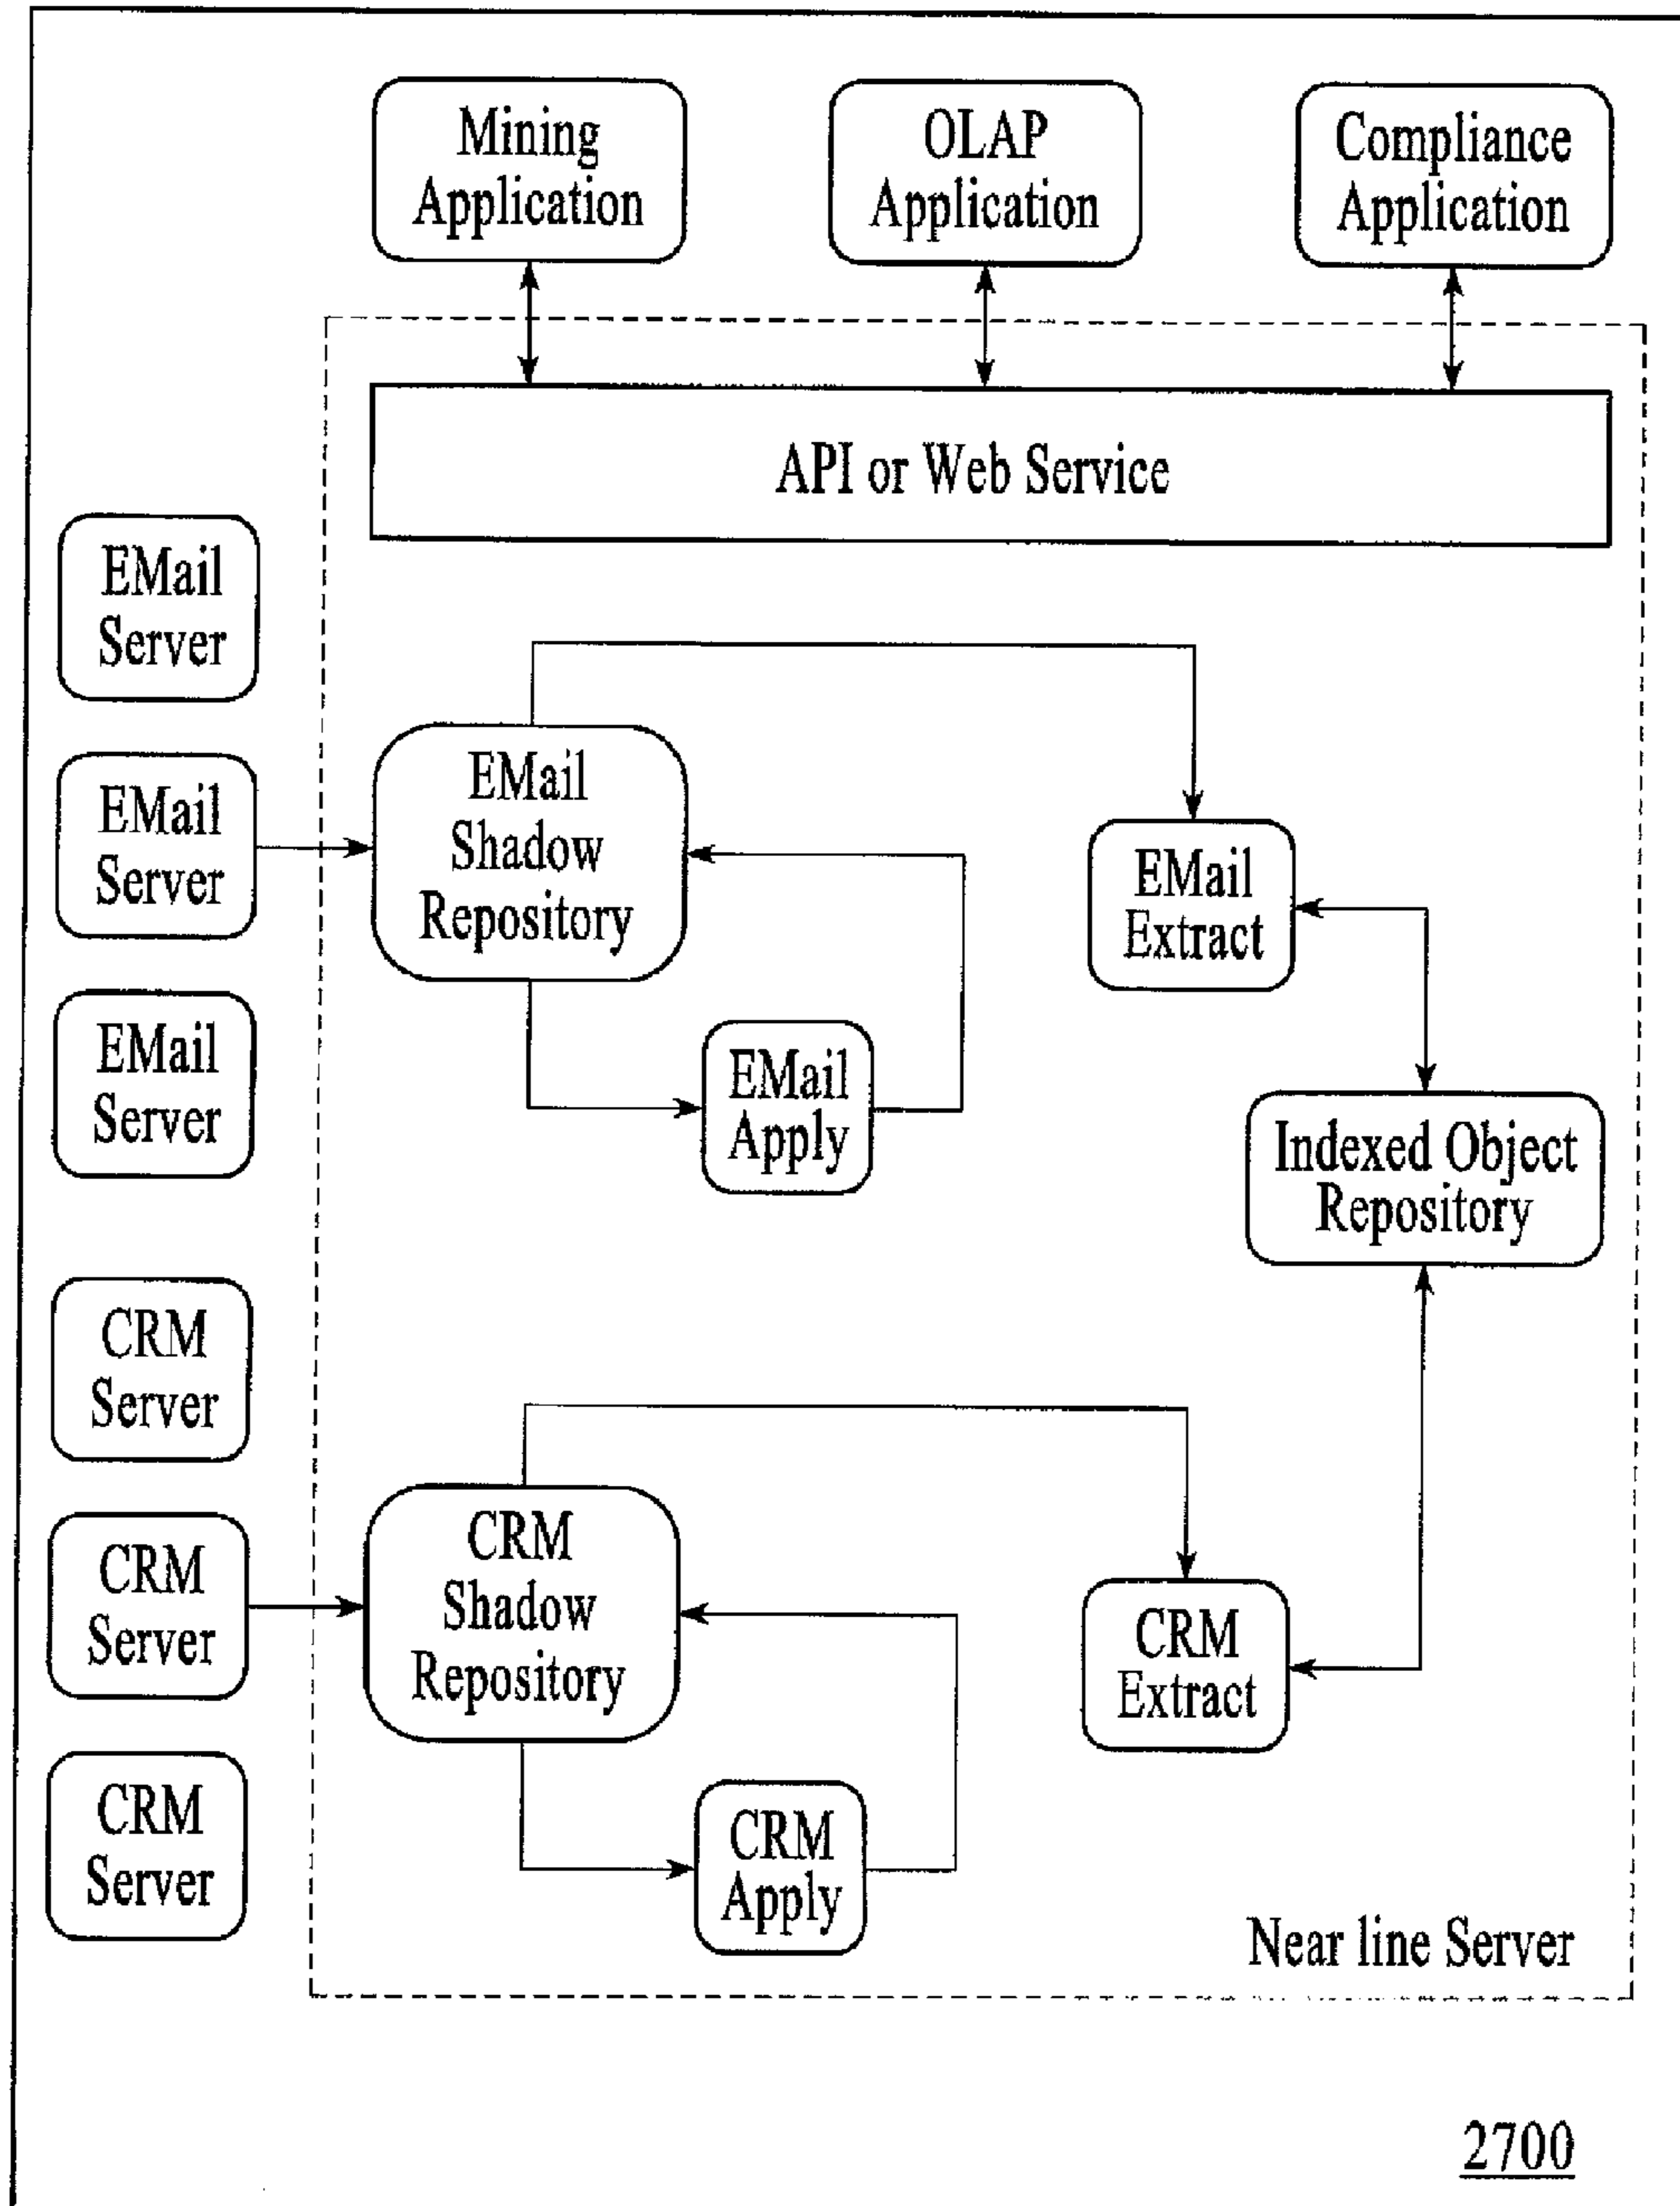 Mining
Application
OLAP
Application
Compliance
Application
API or Web Service
EMail
Server
EMail
Server
EMail
Shadow
Repository
EMail
Extract
EMail
Server
EMail
Apply
Indexed Object
Repository
CRM
Server
CRM
Server
CRM
Shadow
Repository
CRM
Extract
CRM
Server
CRM
Apply
Near line Server
2700